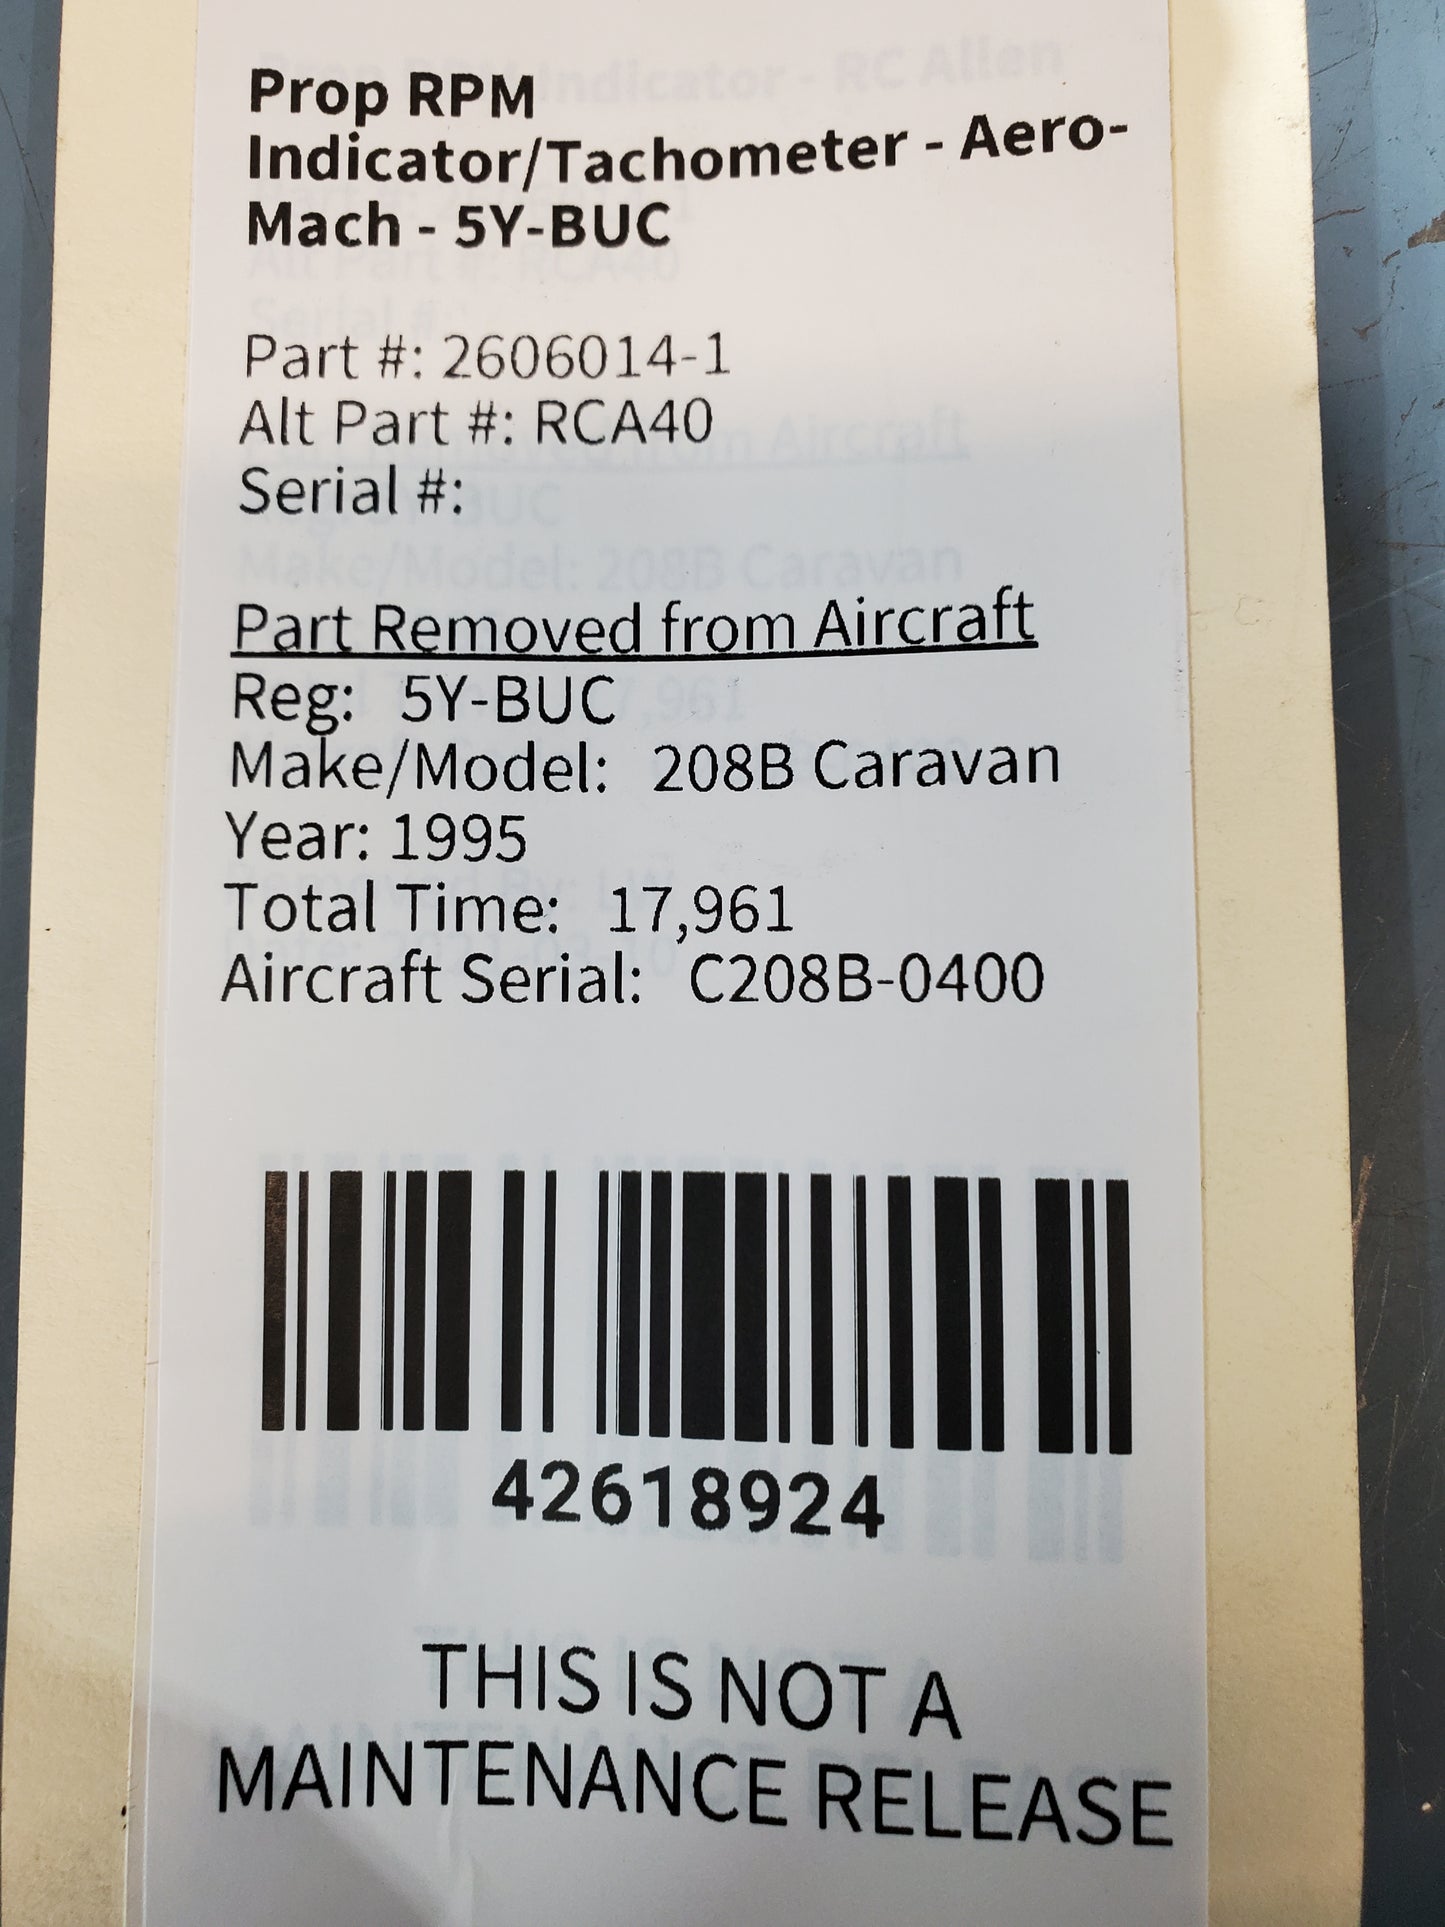 Prop RPM
Indicator/Tachometer - Aero-
Mach - 5Y-BUC
Part #: 2606014-1
Alt Part #: RCA40
Serial #:
Part Removed from Aircraft
Reg: 5Y-BUC
Make/Model: 208B Caravan
Year: 1995
Total Time: 17,961
Aircraft Serial: C208B-0400
42618924
THIS IS NOT A
MAINTENANCE RELEASE